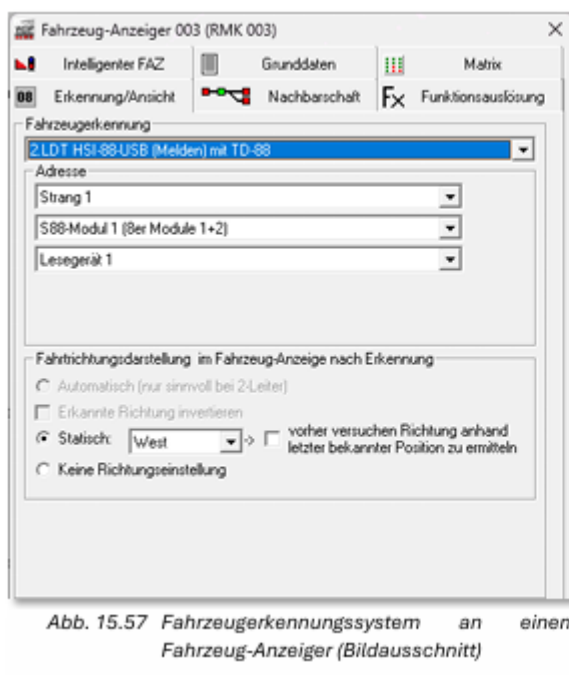 Fahrzeug-Anzeiger 003 (RMK 003)
Intelligenter FAZ
Grunddaten
Matrix
08 Erkennung/Ansicht
Nachbarschaft
Fx Funktionsauslösung
Fahrzeugerkennung
2.LDT HSI-88-USB (Melden) mit TD-88
Adresse
Strang 1
S88-Modul 1 (8er Module 1+2)
Lesegerät 1
Fahrtrichtungsdarstellung im Fahrzeug-Anzeige nach Erkennung
Automatisch (nur sinnvoll bei 2-Leiter)
Erkannte Richtung invertieren
Statisch: West -> vorher versuchen Richtung anhand
letzter bekannter Position zu ermitteln
Keine Richtungseinstellung
Abb. 15.57 Fahrzeugerkennungssystem an einen
Fahrzeug-Anzeiger (Bildausschnitt)